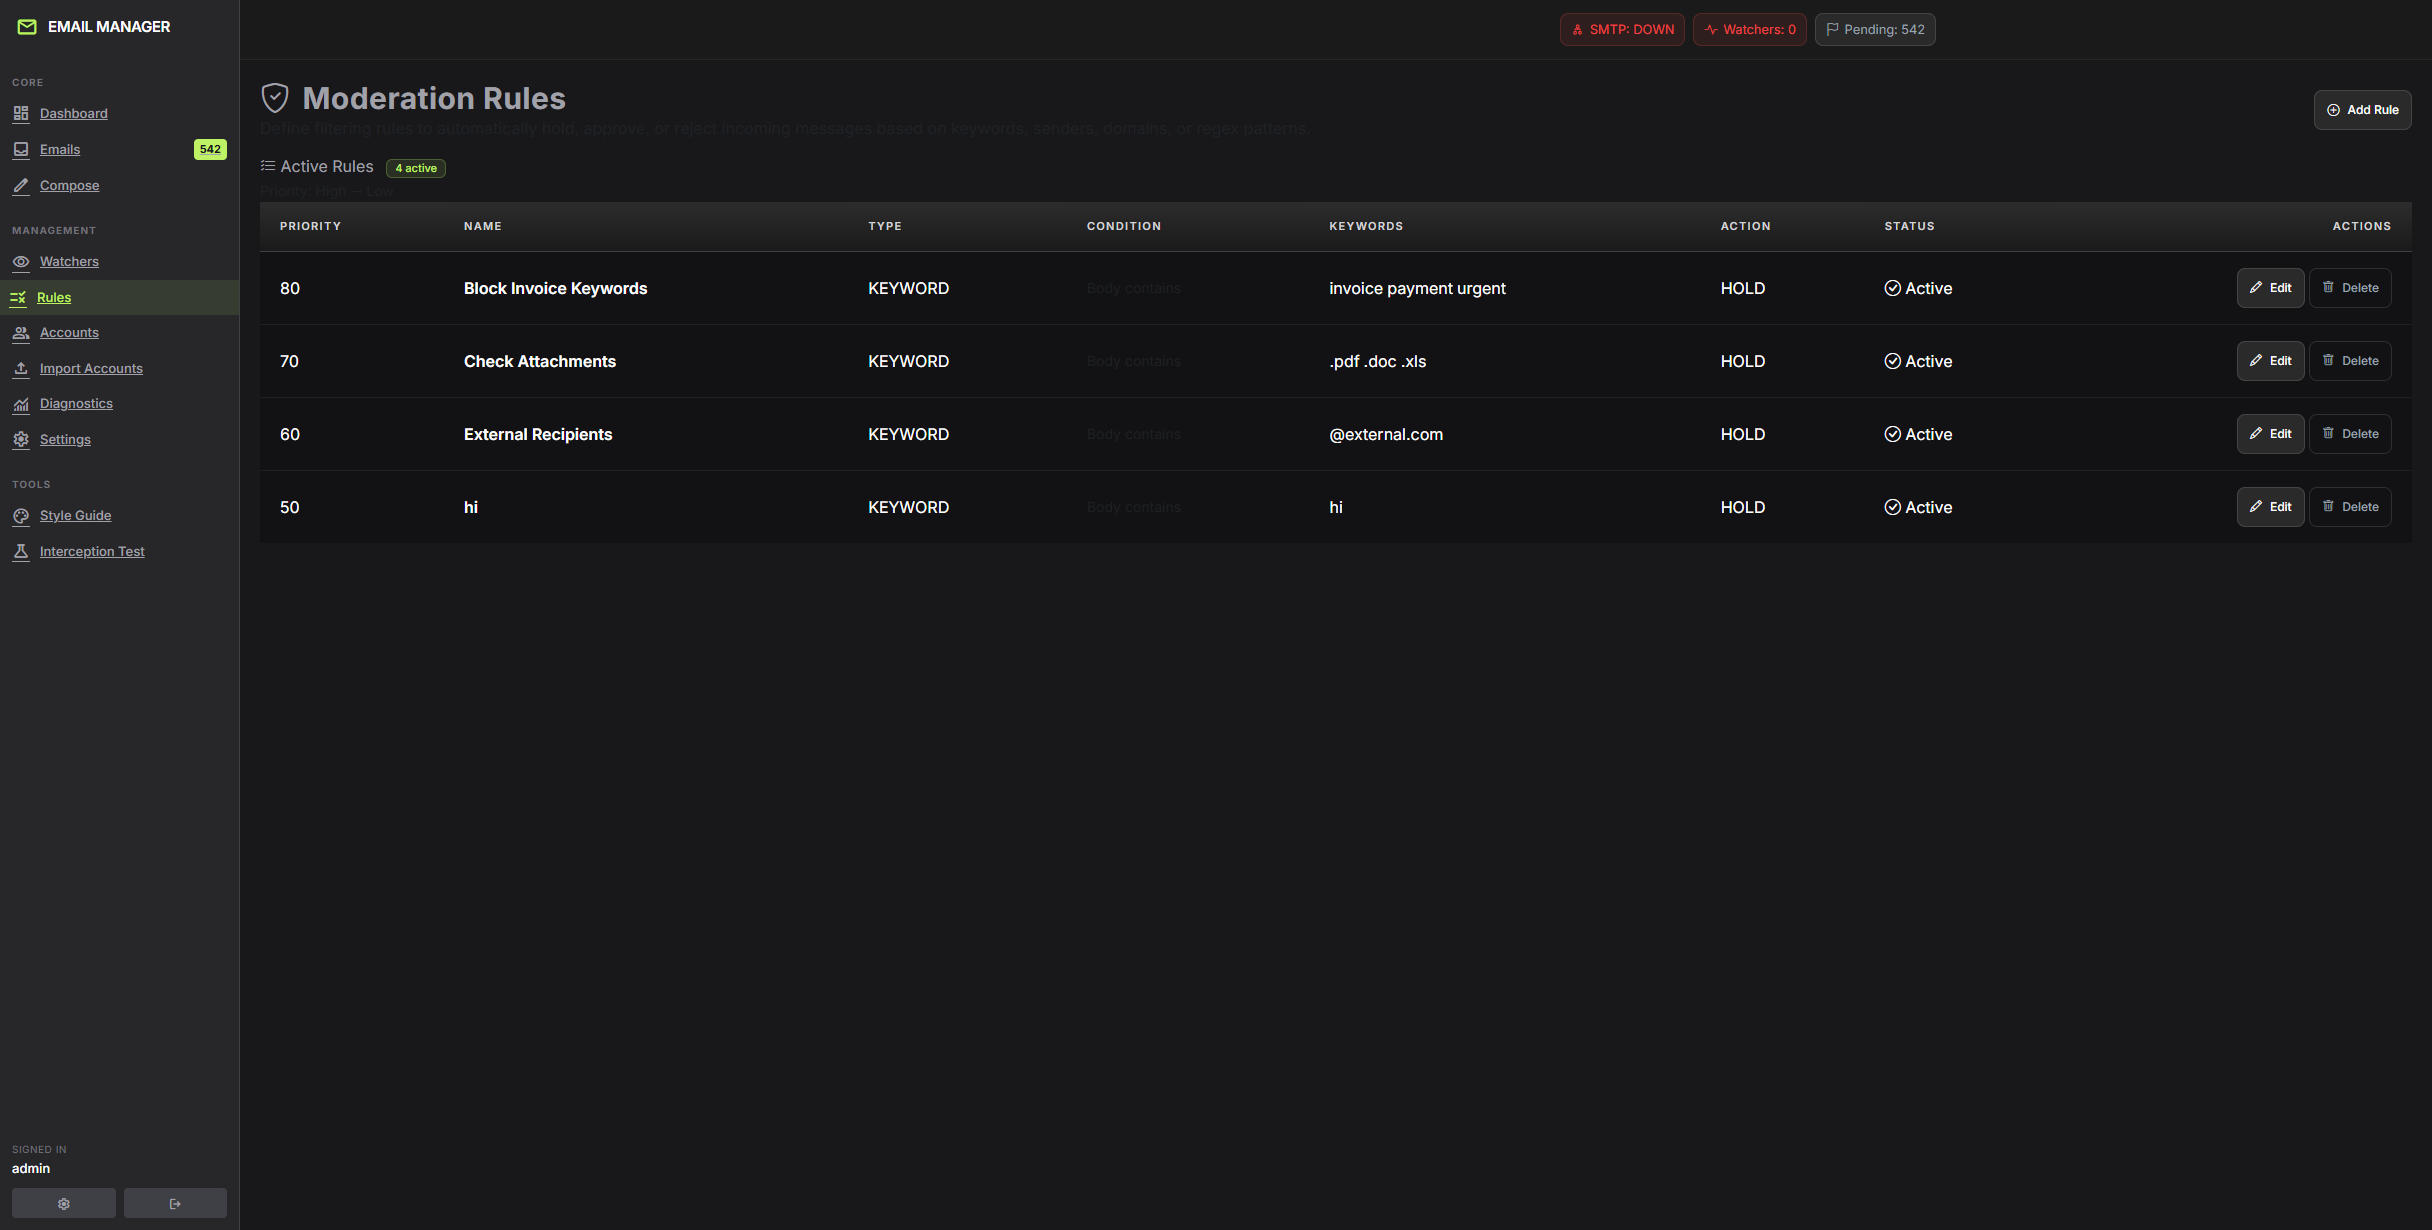 EMAIL MANAGER
SMTP: DOWN
Watchers: 0
Pending: 542
CORE
Dashboard
Emails 542
Compose
MANAGEMENT
Watchers
Rules
Accounts
Import Accounts
Diagnostics
Settings
TOOLS
Style Guide
Interception Test
SIGNED IN
admin
Moderation Rules
Define filtering rules to automatically hold, approve, or reject incoming messages based on keywords, senders, domains, or regex patterns.
Add Rule
Active Rules 4 active
Priority: High → Low
PRIORITY NAME TYPE CONDITION KEYWORDS ACTION STATUS ACTIONS
80 Block Invoice Keywords KEYWORD Body contains invoice payment urgent HOLD Active Edit Delete
70 Check Attachments KEYWORD Body contains .pdf .doc .xls HOLD Active Edit Delete
60 External Recipients KEYWORD Body contains @external.com HOLD Active Edit Delete
50 hi KEYWORD Body contains hi HOLD Active Edit Delete